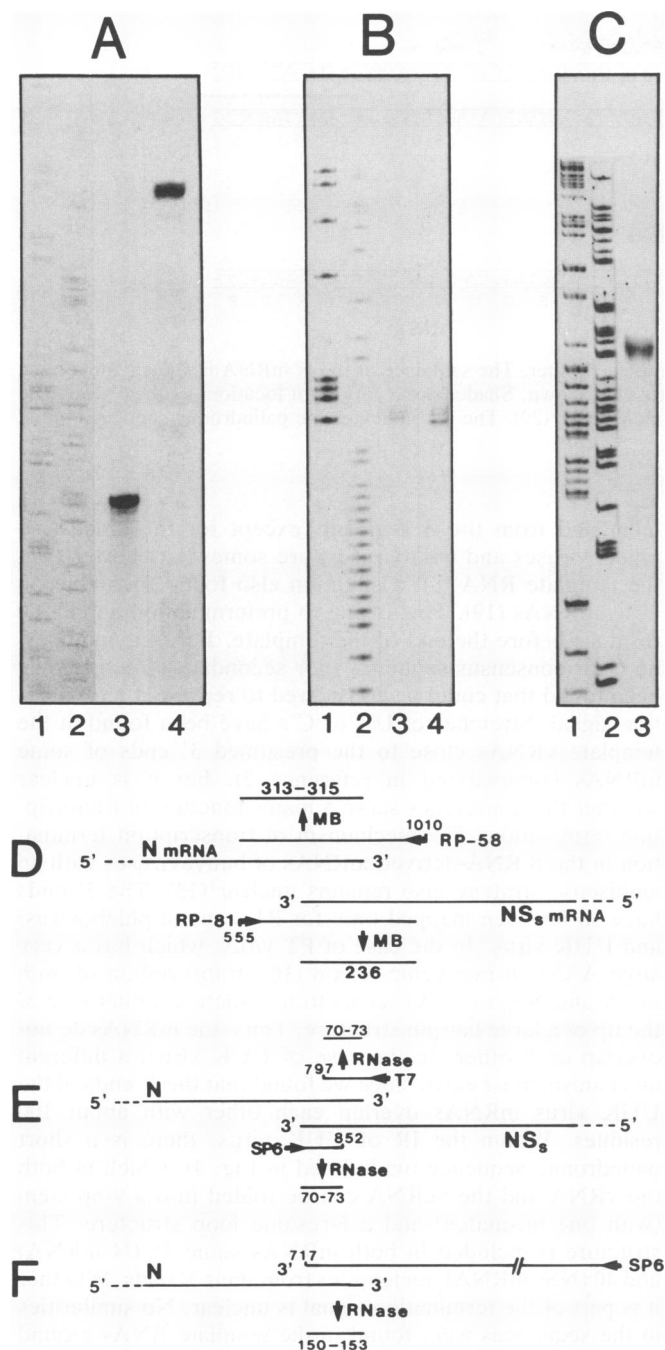 A B C
2 3 4 1 2 3 4 2 3
313-315
MB
1010
RP-58
D
5' N mRNA 3'
3' 5'
NSs mRNA
RP-81
555
MB
236
70-73
RNase
797
T7
E
5' N 3'
3' NSs 5'
852
SP6
RNase
70-73
F
717
3'
SP6
5' N 3'
RNase
150-153